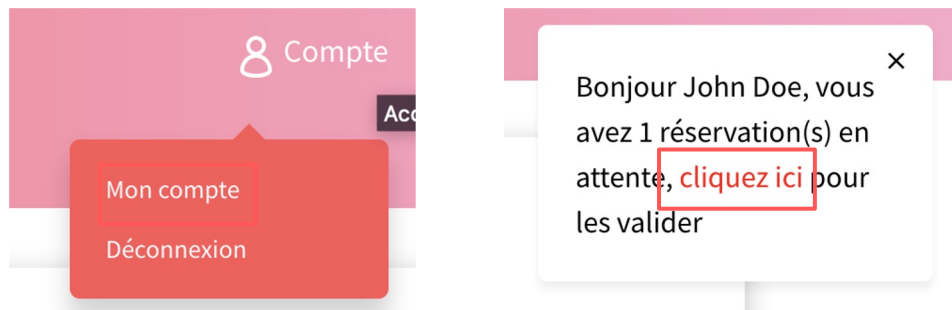 Compte
Acc
Mon compte
Déconnexion
Bonjour John Doe, vous
avez 1 réservation(s) en
attente, cliquez ici pour
les valider